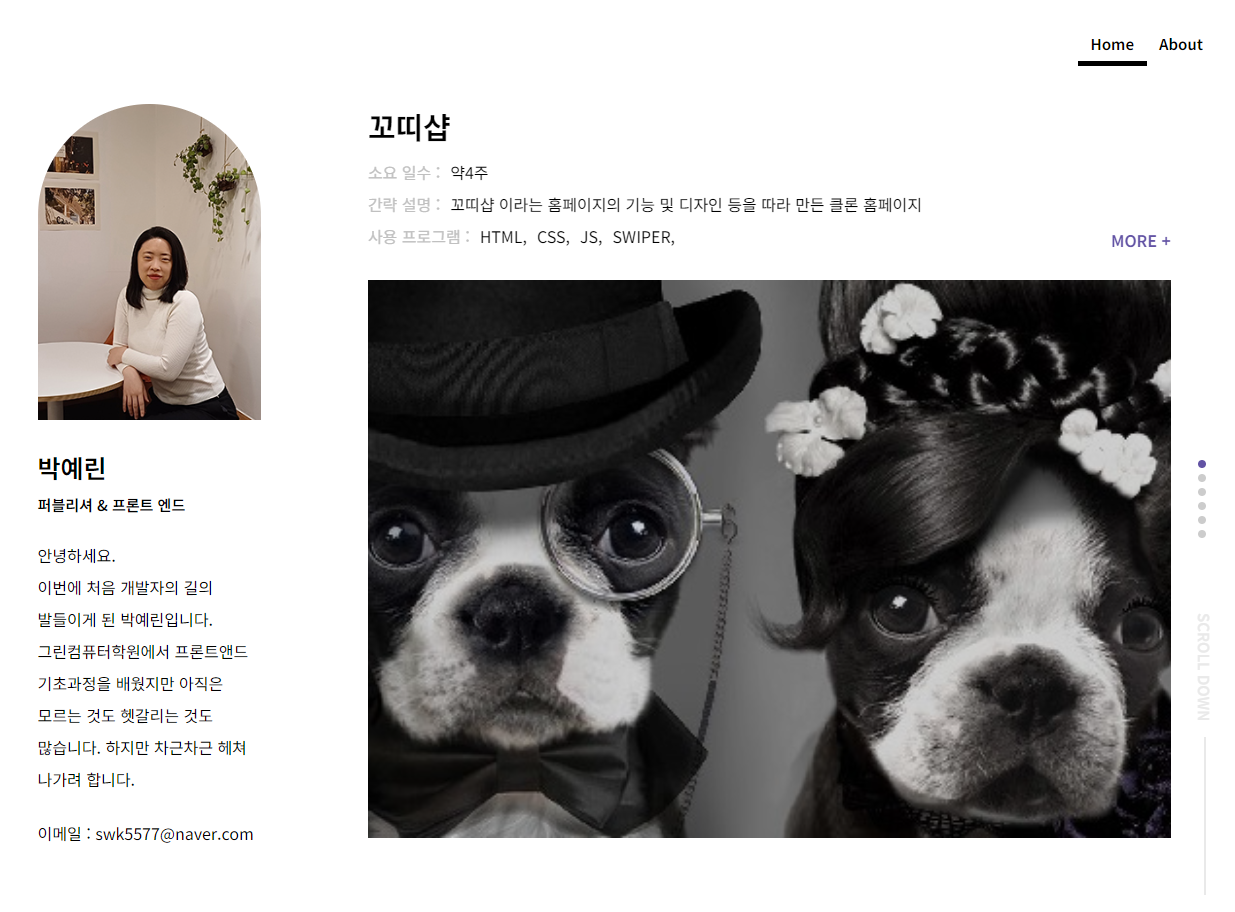 Home About
꼬띠샵
소요 일수 : 약4주
간략 설명 : 꼬띠샵 이라는 홈페이지의 기능 및 디자인 등을 따라 만든 클론 홈페이지
사용 프로그램 : HTML, CSS, JS, SWIPER,
MORE +
박예린
퍼블리셔 & 프론트 엔드
안녕하세요.
이번에 처음 개발자의 길의
발들이게 된 박예린입니다.
그린컴퓨터학원에서 프론트앤드
기초과정을 배웠지만 아직은
모르는 것도 헷갈리는 것도
많습니다. 하지만 차근차근 헤쳐
나가려 합니다.
이메일 : swk5577@naver.com
SCROLL DOWN